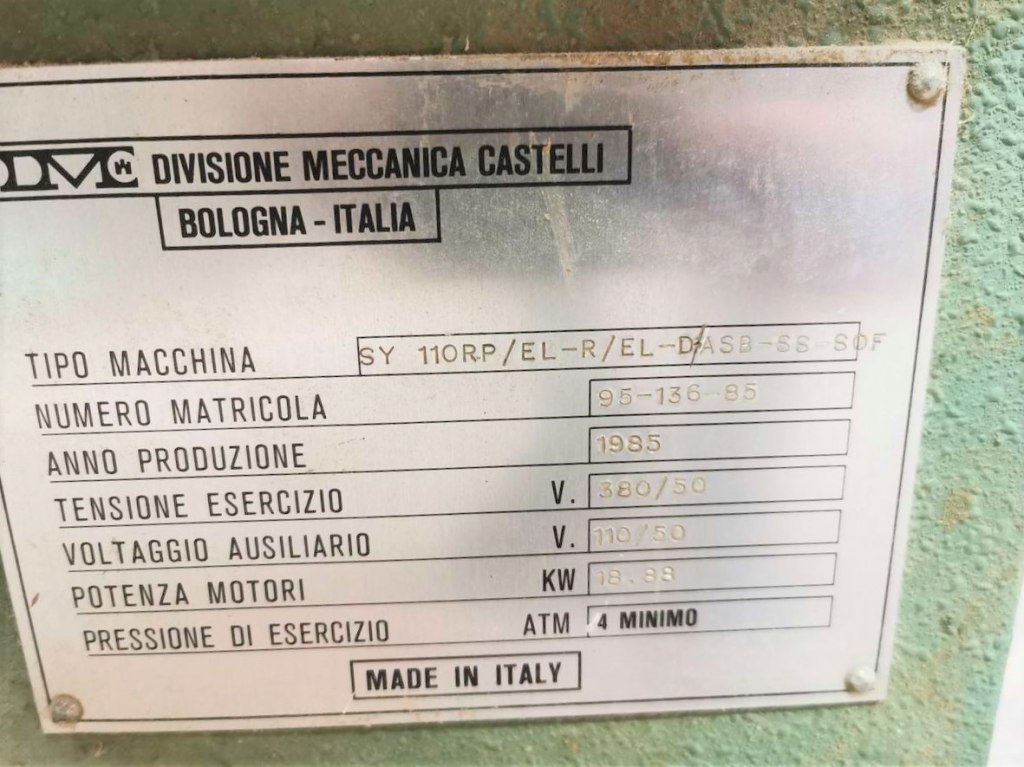 DMC DIVISIONE MECCANICA CASTELLI
BOLOGNA - ITALIA
TIPO MACCHINA SY 110RP/EL-R/EL-D/ASB-SS-SOF
NUMERO MATRICOLA 95-136-85
ANNO PRODUZIONE 1985
TENSIONE ESERCIZIO V. 380/50
VOLTAGGIO AUSILIARIO V. 110/50
POTENZA MOTORI KW 18.88
PRESSIONE DI ESERCIZIO ATM 4 MINIMO
MADE IN ITALY